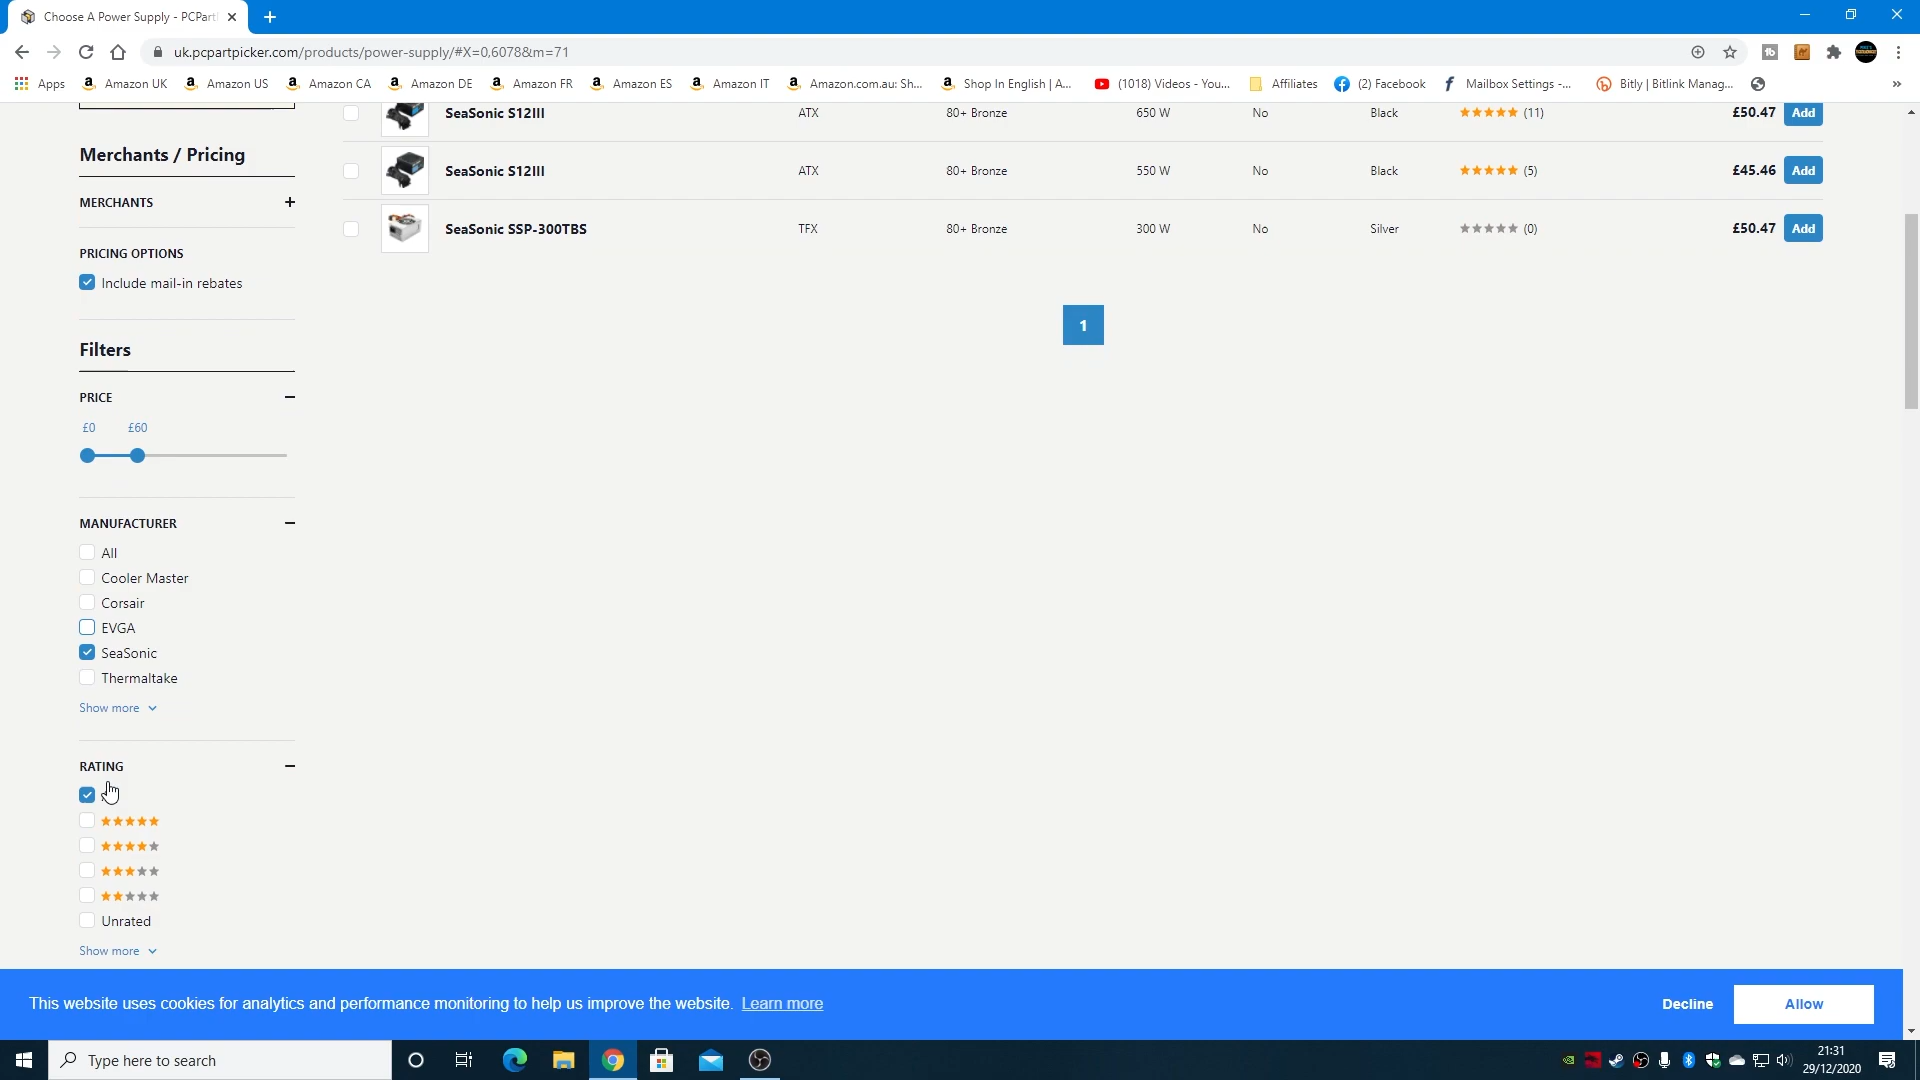 Choose A Power Supply - PCPart
uk.pcpartpicker.com/products/power-supply/#X=0,6078&m=71
Apps
Amazon UK
Amazon US
Amazon CA
Amazon DE
Amazon FR
Amazon ES
Amazon IT
Amazon.com.au: Sh...
Shop In English | A...
(1018) Videos - You...
Affiliates
(2) Facebook
Mailbox Settings -...
Bitly | Bitlink Manag...
SeaSonic S12III ATX 80+ Bronze 650 W No Black (11) £50.47 Add
SeaSonic S12III ATX 80+ Bronze 550 W No Black (5) £45.46 Add
SeaSonic SSP-300TBS TFX 80+ Bronze 300 W No Silver (0) £50.47 Add
1
Merchants / Pricing
MERCHANTS
PRICING OPTIONS
Include mail-in rebates
Filters
PRICE
£0 £60
MANUFACTURER
All
Cooler Master
Corsair
EVGA
SeaSonic
Thermaltake
Show more
RATING
Unrated
Show more
This website uses cookies for analytics and performance monitoring to help us improve the website. Learn more
Decline
Allow
Type here to search
21:31
29/12/2020